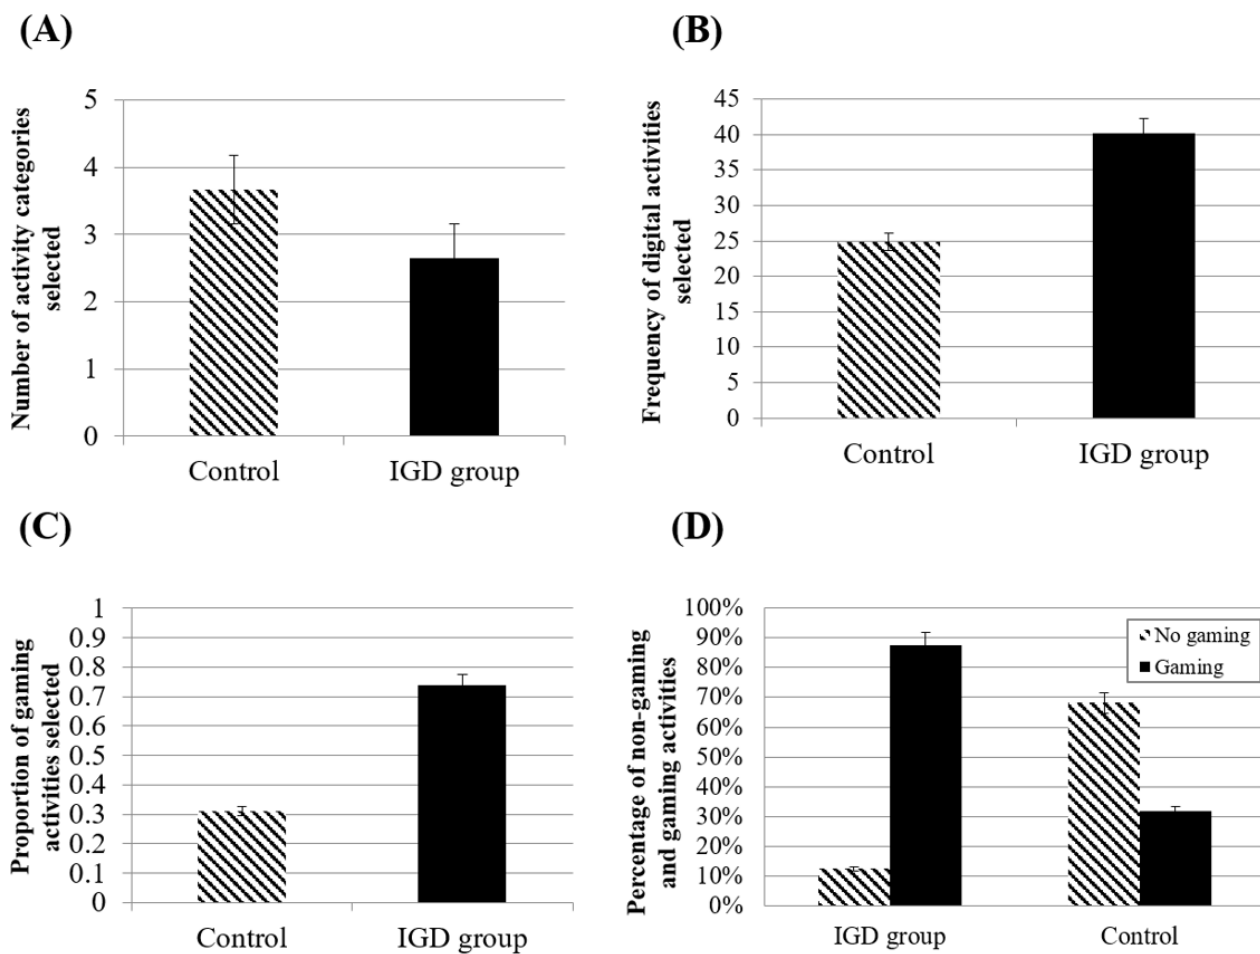 (A)
Number of activity categories
selected
5
4
3
2
1
0
Control
IGD group
(B)
Frequency of digital activities
selected
45
40
35
30
25
20
15
10
5
0
Control
IGD group
(C)
Proportion of gaming
activities selected
1
0.9
0.8
0.7
0.6
0.5
0.4
0.3
0.2
0.1
0
Control
IGD group
(D)
Percentage of non-gaming
and gaming activities
100%
90%
80%
70%
60%
50%
40%
30%
20%
10%
0%
No gaming
Gaming
IGD group
Control